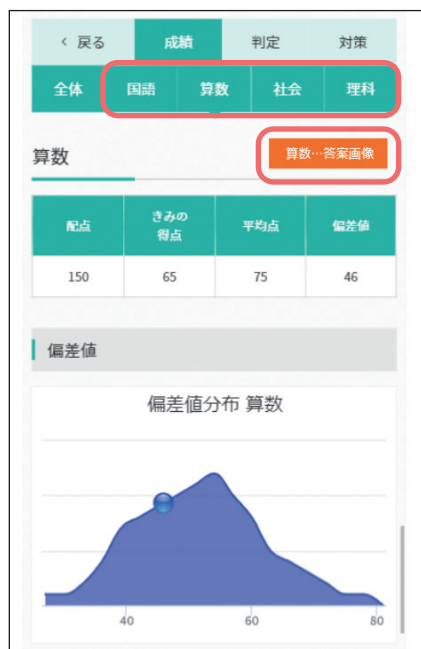 < 戻る 成績 判定 対策
全体 国語 算数 社会 理科
算数 算数…答案画像
配点 きみの得点 平均点 偏差値
150 65 75 46
偏差値
偏差値分布 算数
40 60 80